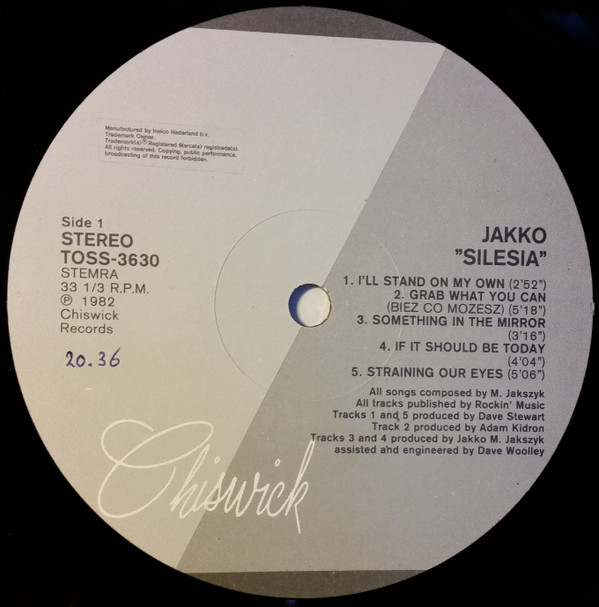 Manufactured by Inelco Nederland b.v.
Trademark Owner.
Trademark(s) ® Registered Marca(s) registrada(s).
All rights reserved. Copying, public performance,
broadcasting of this record forbidden.
Side 1
STEREO
TOSS-3630
STEMRA
33 1/3 R.P.M.
℗ 1982
Chiswick
Records
20.36
JAKKO
"SILESIA"
1. I'LL STAND ON MY OWN (2'52")
2. GRAB WHAT YOU CAN
(BIEZ CO MOZESZ) (5'18")
3. SOMETHING IN THE MIRROR
(3'16")
4. IF IT SHOULD BE TODAY
(4'04")
5. STRAINING OUR EYES (5'06")
All songs composed by M. Jakszyk
All tracks published by Rockin' Music
Tracks 1 and 5 produced by Dave Stewart
Track 2 produced by Adam Kidron
Tracks 3 and 4 produced by Jakko M. Jakszyk
assisted and engineered by Dave Woolley
Chiswick